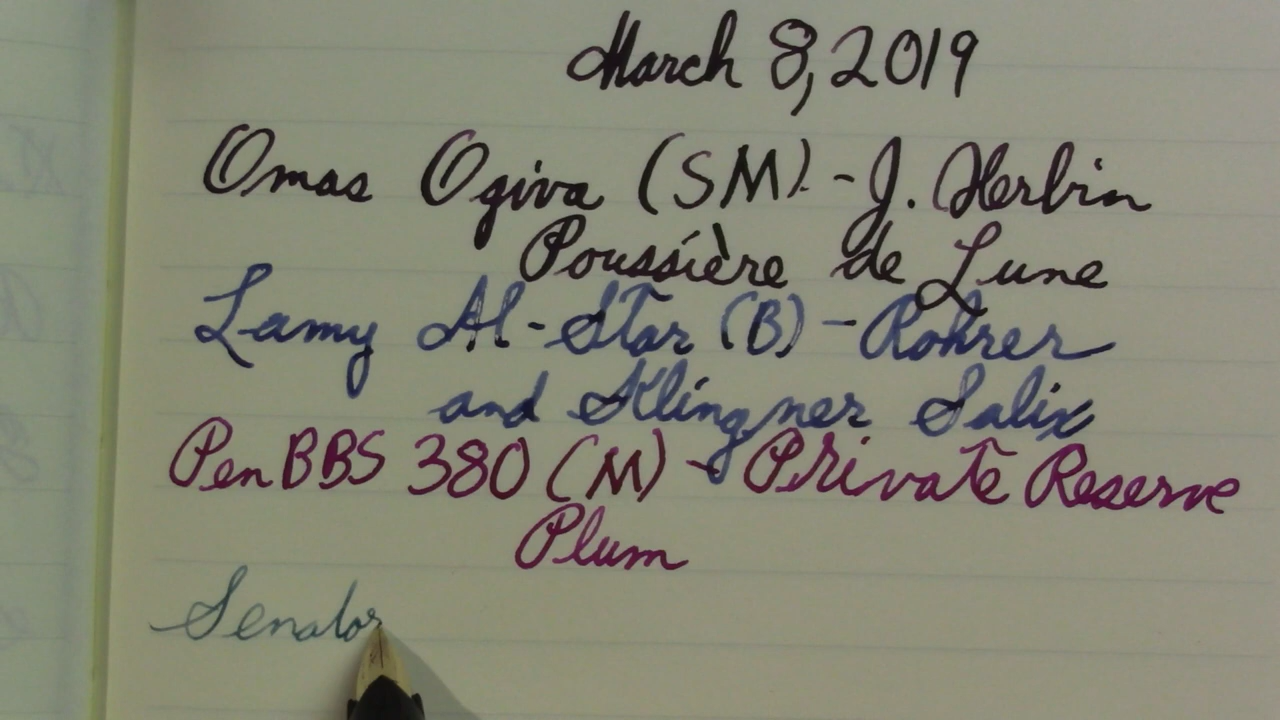 March 8, 2019
Omas Ogiva (SM) - J. Herbin
Poussière de Lune
Lamy Al-Star (B) - Rohrer
and Klingner Salix
PenBBS 380 (M) - Private Reserve
Plum
Senator